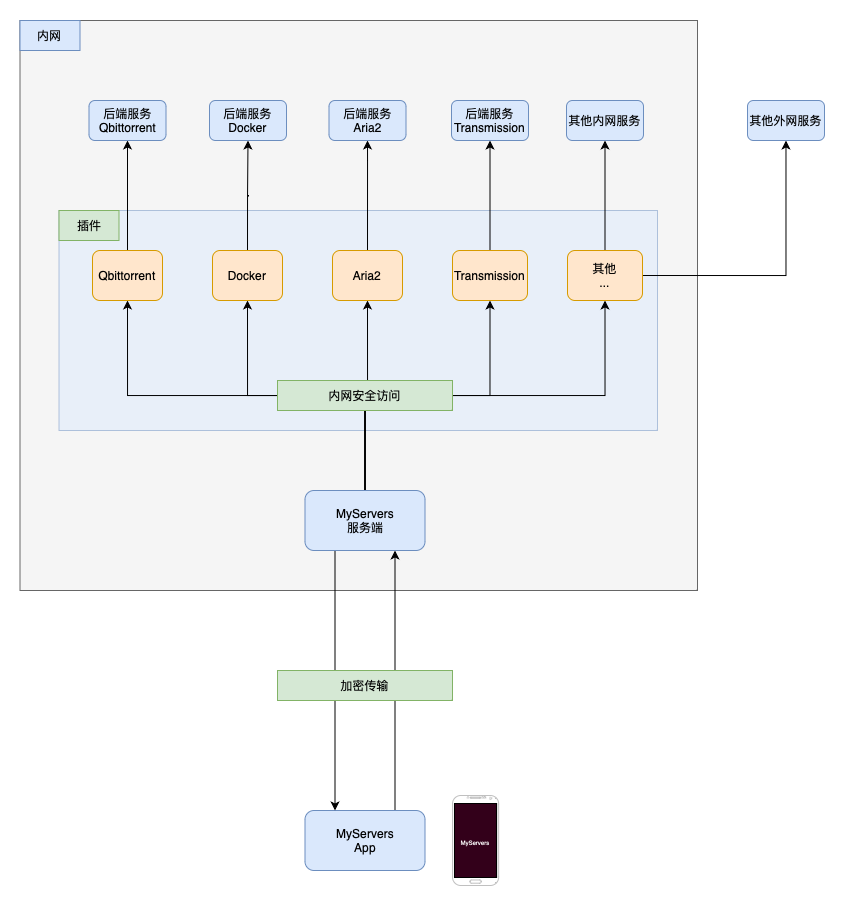 内网
后端服务
Qbittorrent
后端服务
Docker
后端服务
Aria2
后端服务
Transmission
其他内网服务
其他外网服务
插件
Qbittorrent
Docker
Aria2
Transmission
其他
...
内网安全访问
MyServers
服务端
加密传输
MyServers
App
MyServers